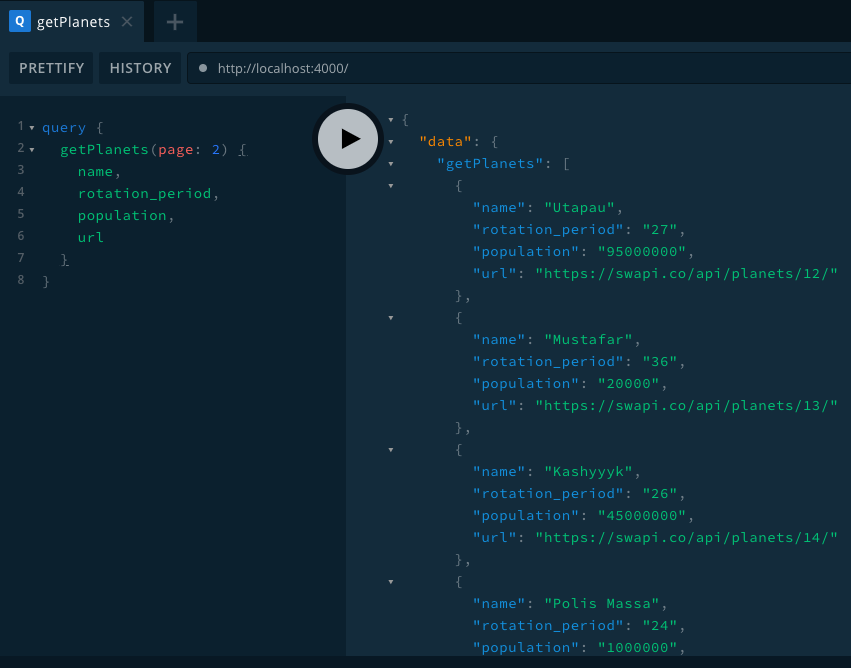 Q getPlanets
PRETTIFY HISTORY http://localhost:4000/
1 query {
2 getPlanets(page: 2) {
3 name,
4 rotation_period,
5 population,
6 url
7 }
8 }
{
"data": {
"getPlanets": [
{
"name": "Utapau",
"rotation_period": "27",
"population": "95000000",
"url": "https://swapi.co/api/planets/12/"
},
{
"name": "Mustafar",
"rotation_period": "36",
"population": "20000",
"url": "https://swapi.co/api/planets/13/"
},
{
"name": "Kashyyyk",
"rotation_period": "26",
"population": "45000000",
"url": "https://swapi.co/api/planets/14/"
},
{
"name": "Polis Massa",
"rotation_period": "24",
"population": "1000000",